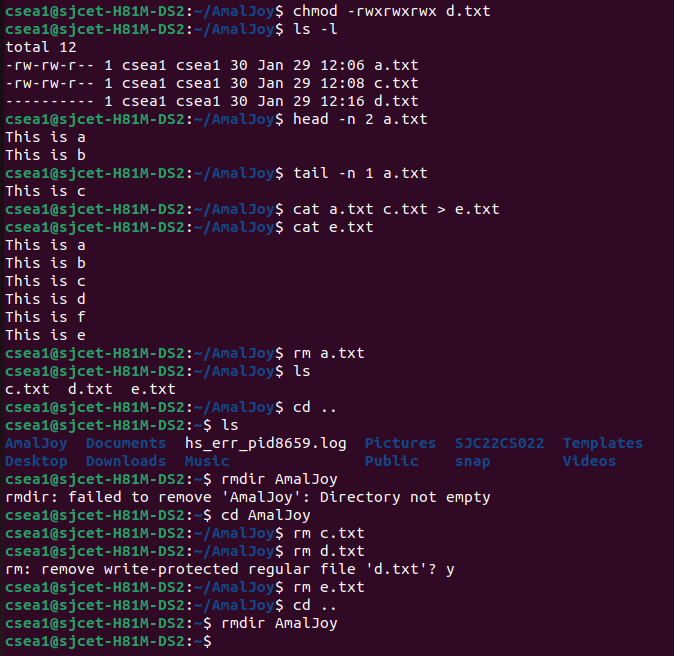 csea1@sjcet-H81M-DS2:~/AmalJoy$ chmod -rwxrwxrwx d.txt
csea1@sjcet-H81M-DS2:~/AmalJoy$ ls -l
total 12
-rw-rw-r-- 1 csea1 csea1 30 Jan 29 12:06 a.txt
-rw-rw-r-- 1 csea1 csea1 30 Jan 29 12:08 c.txt
---------- 1 csea1 csea1 30 Jan 29 12:16 d.txt
csea1@sjcet-H81M-DS2:~/AmalJoy$ head -n 2 a.txt
This is a
This is b
csea1@sjcet-H81M-DS2:~/AmalJoy$ tail -n 1 a.txt
This is c
csea1@sjcet-H81M-DS2:~/AmalJoy$ cat a.txt c.txt > e.txt
csea1@sjcet-H81M-DS2:~/AmalJoy$ cat e.txt
This is a
This is b
This is c
This is d
This is f
This is e
csea1@sjcet-H81M-DS2:~/AmalJoy$ rm a.txt
csea1@sjcet-H81M-DS2:~/AmalJoy$ ls
c.txt  d.txt  e.txt
csea1@sjcet-H81M-DS2:~/AmalJoy$ cd ..
csea1@sjcet-H81M-DS2:~$ ls
AmalJoy  Documents  hs_err_pid8659.log  Pictures  SJC22CS022  Templates
Desktop  Downloads  Music               Public    snap        Videos
csea1@sjcet-H81M-DS2:~$ rmdir AmalJoy
rmdir: failed to remove 'AmalJoy': Directory not empty
csea1@sjcet-H81M-DS2:~$ cd AmalJoy
csea1@sjcet-H81M-DS2:~/AmalJoy$ rm c.txt
csea1@sjcet-H81M-DS2:~/AmalJoy$ rm d.txt
rm: remove write-protected regular file 'd.txt'? y
csea1@sjcet-H81M-DS2:~/AmalJoy$ rm e.txt
csea1@sjcet-H81M-DS2:~/AmalJoy$ cd ..
csea1@sjcet-H81M-DS2:~$ rmdir AmalJoy
csea1@sjcet-H81M-DS2:~$